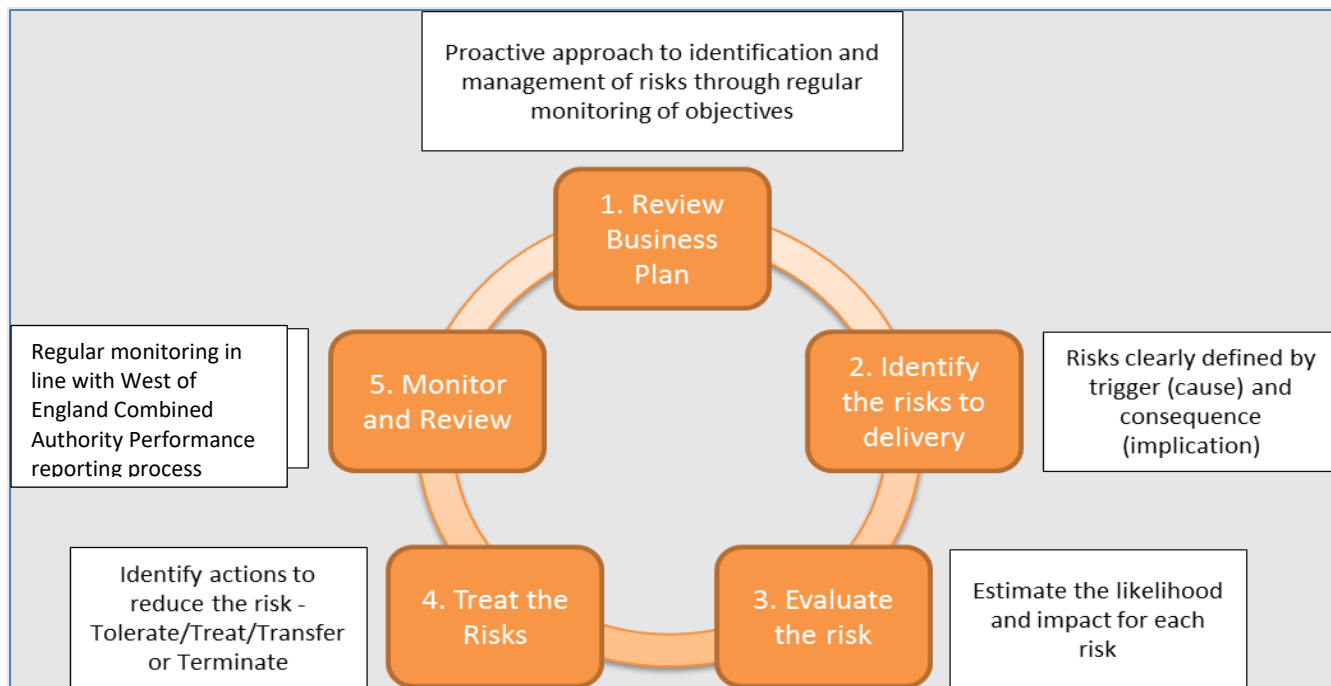 Proactive approach to identification and
management of risks through regular
monitoring of objectives
1. Review
Business
Plan
2. Identify
the risks to
delivery
Risks clearly defined by
trigger (cause) and
consequence
(implication)
3. Evaluate
the risk
Estimate the likelihood
and impact for each
risk
4. Treat the
Risks
Identify actions to
reduce the risk -
Tolerate/Treat/Transfer
or Terminate
5. Monitor
and Review
Regular monitoring in
line with West of
England Combined
Authority Performance
reporting process